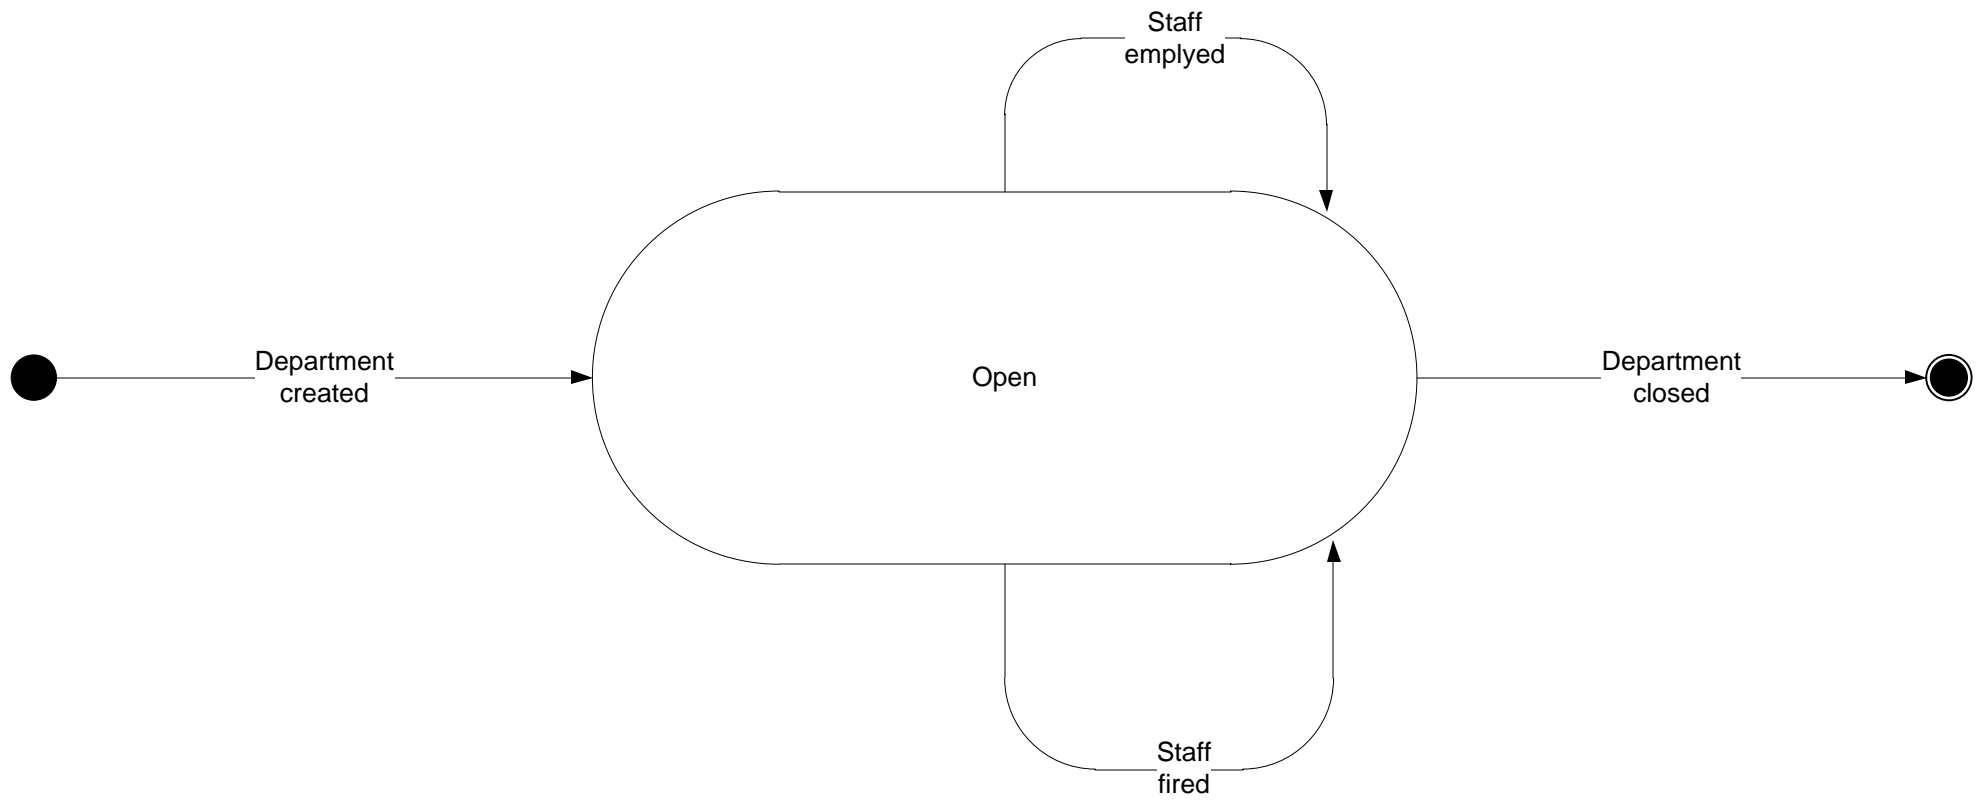 Staff
emplyed
Department
created
Open
Department
closed
Staff
fired